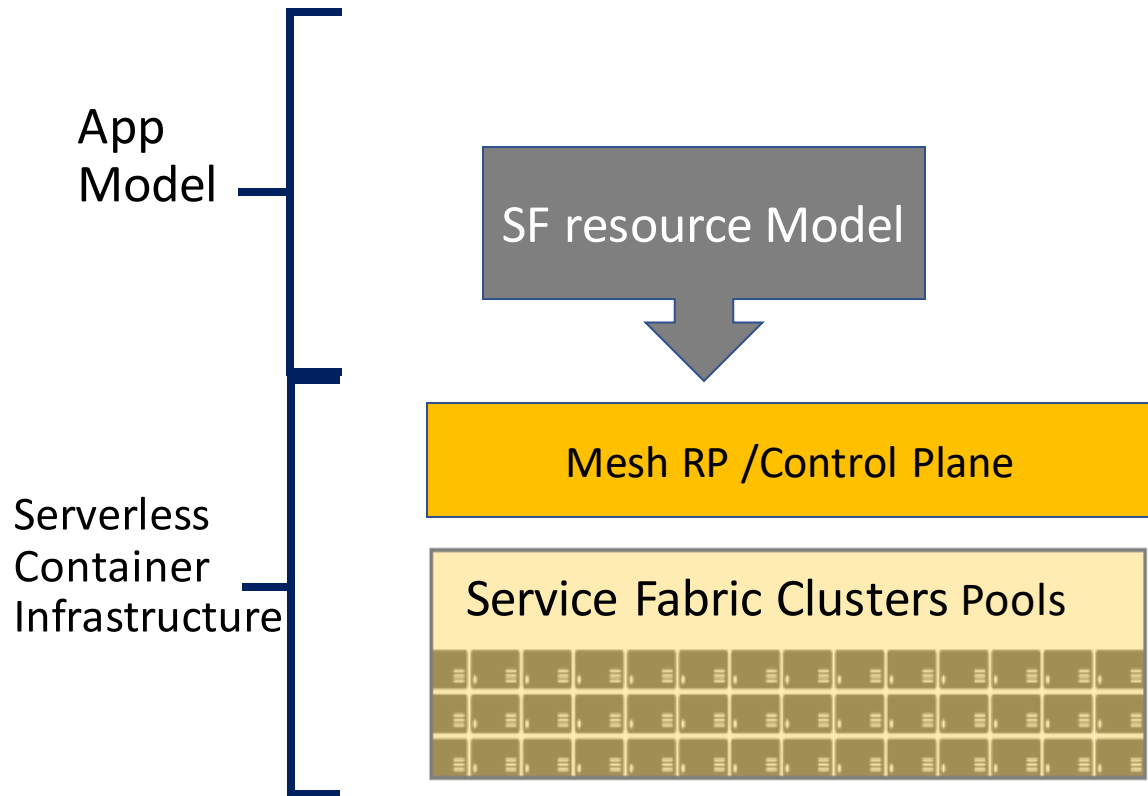 App
Model
SF resource Model
Mesh RP /Control Plane
Serverless
Container
Infrastructure
Service Fabric Clusters Pools